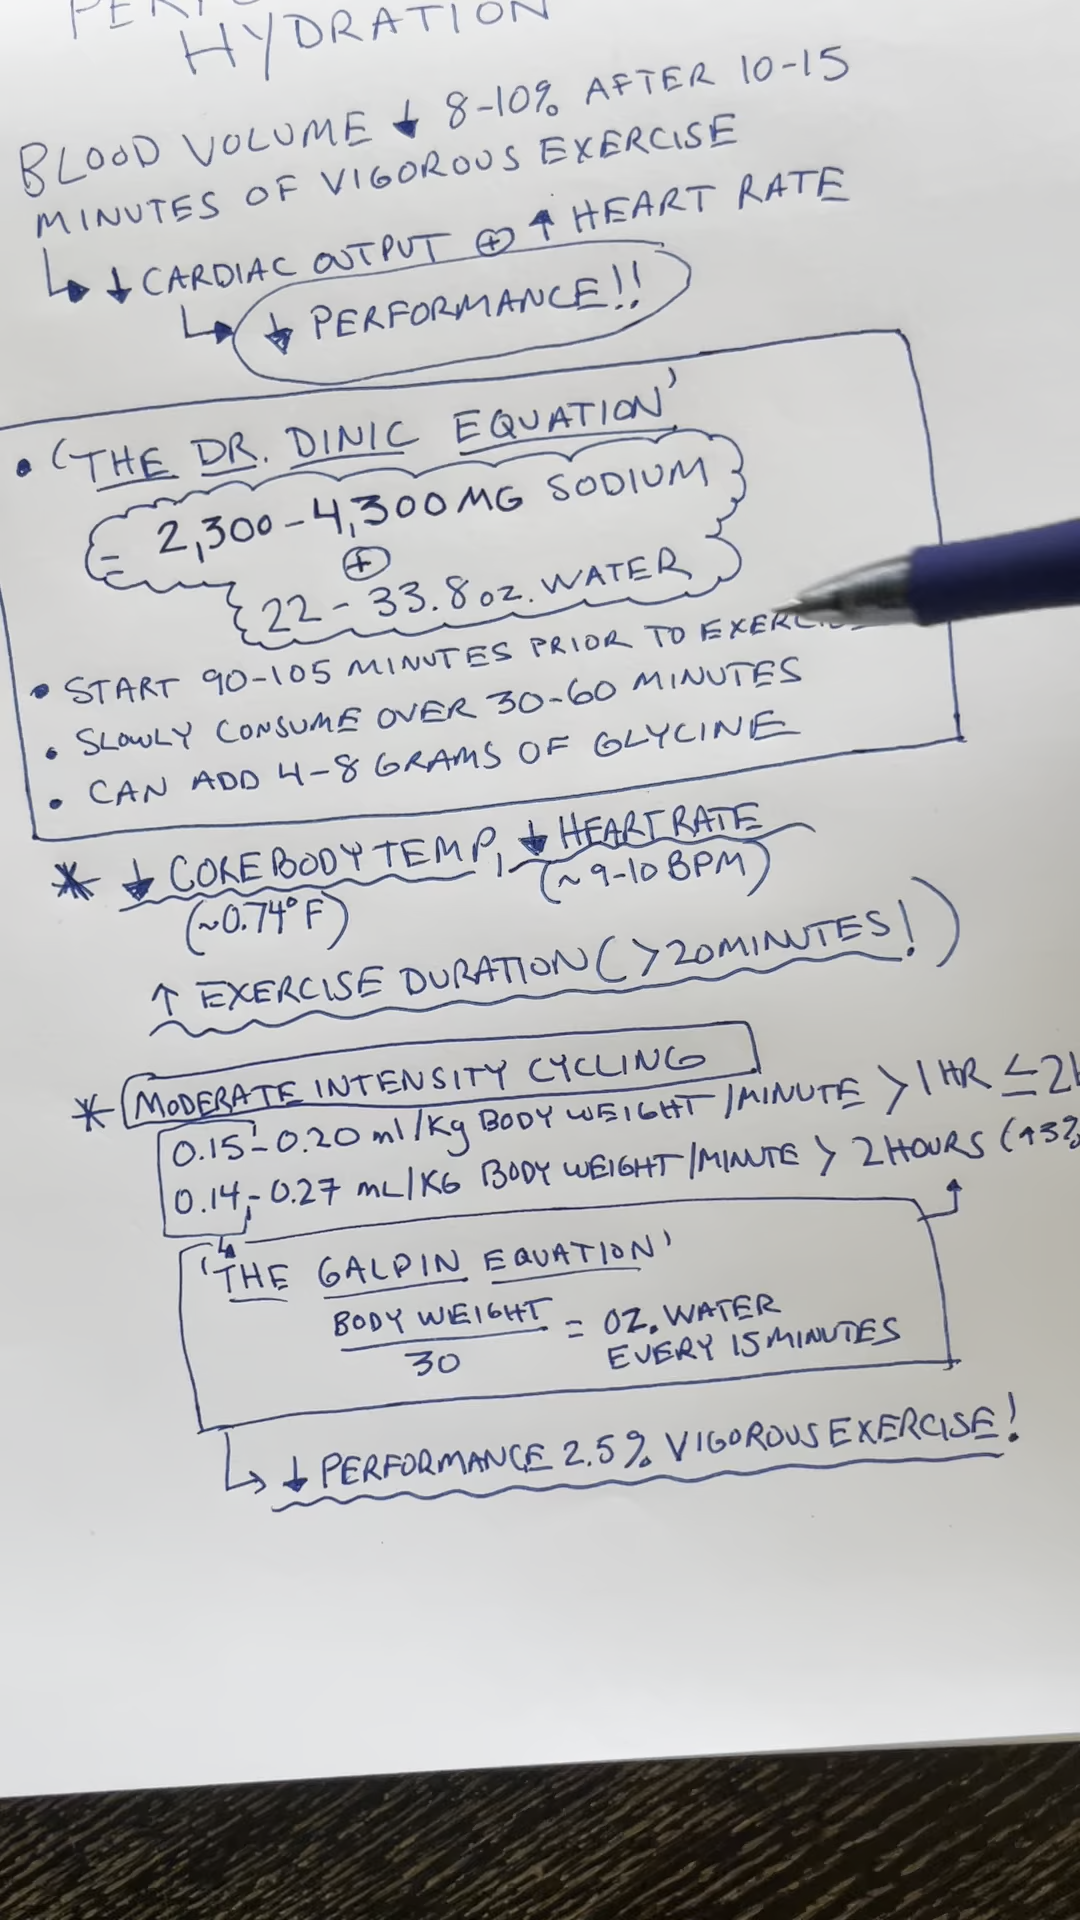 HYDRATION
BLOOD VOLUME ↓ 8-10% AFTER 10-15
MINUTES OF VIGOROUS EXERCISE
↳ ↓ CARDIAC OUTPUT ⊕ ↑ HEART RATE
↳ ↓ PERFORMANCE!!
• 'THE DR. DINIC EQUATION'
= 2,300-4,300MG SODIUM
⊕
22-33.8 oz. WATER
• START 90-105 MINUTES PRIOR TO
• SLOWLY CONSUME OVER 30-60 MINUTES
• CAN ADD 4-8 GRAMS OF GLYCINE
* ↓ CORE BODY TEMP, ↓ HEART RATE
(~0.74°F) (~9-10 BPM)
↑ EXERCISE DURATION (>20 MINUTES!)
* MODERATE INTENSITY CYCLING
0.15-0.20 ml/Kg BODY WEIGHT/MINUTE > 1 HR ≤ 2
0.14-0.27 mL/KG BODY WEIGHT/MINUTE > 2 HOURS (↑3%
'THE GALPIN EQUATION'
BODY WEIGHT
30
= OZ. WATER
EVERY 15 MINUTES
↳ ↓ PERFORMANCE 2.5% VIGOROUS EXERCISE!